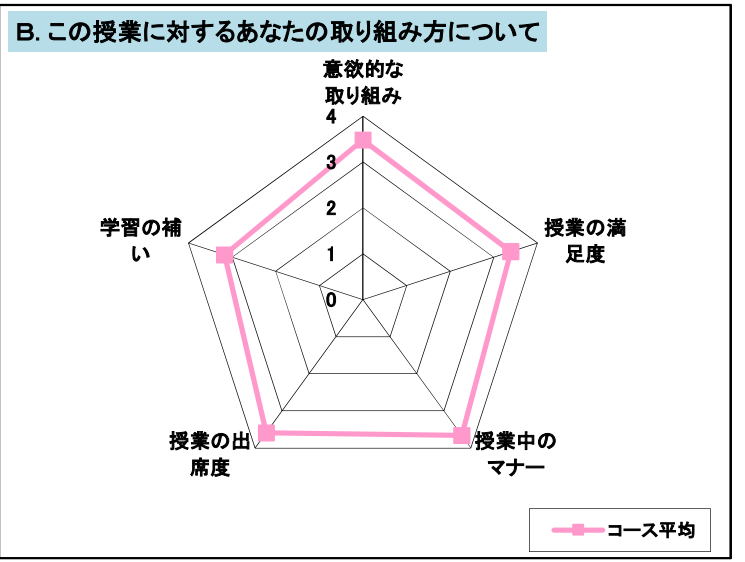 B. この授業に対するあなたの取り組み方について
意欲的な
取り組み
4
3
2
1
0
授業の満
足度
授業中の
マナー
授業の出
席度
学習の補
い
コース平均